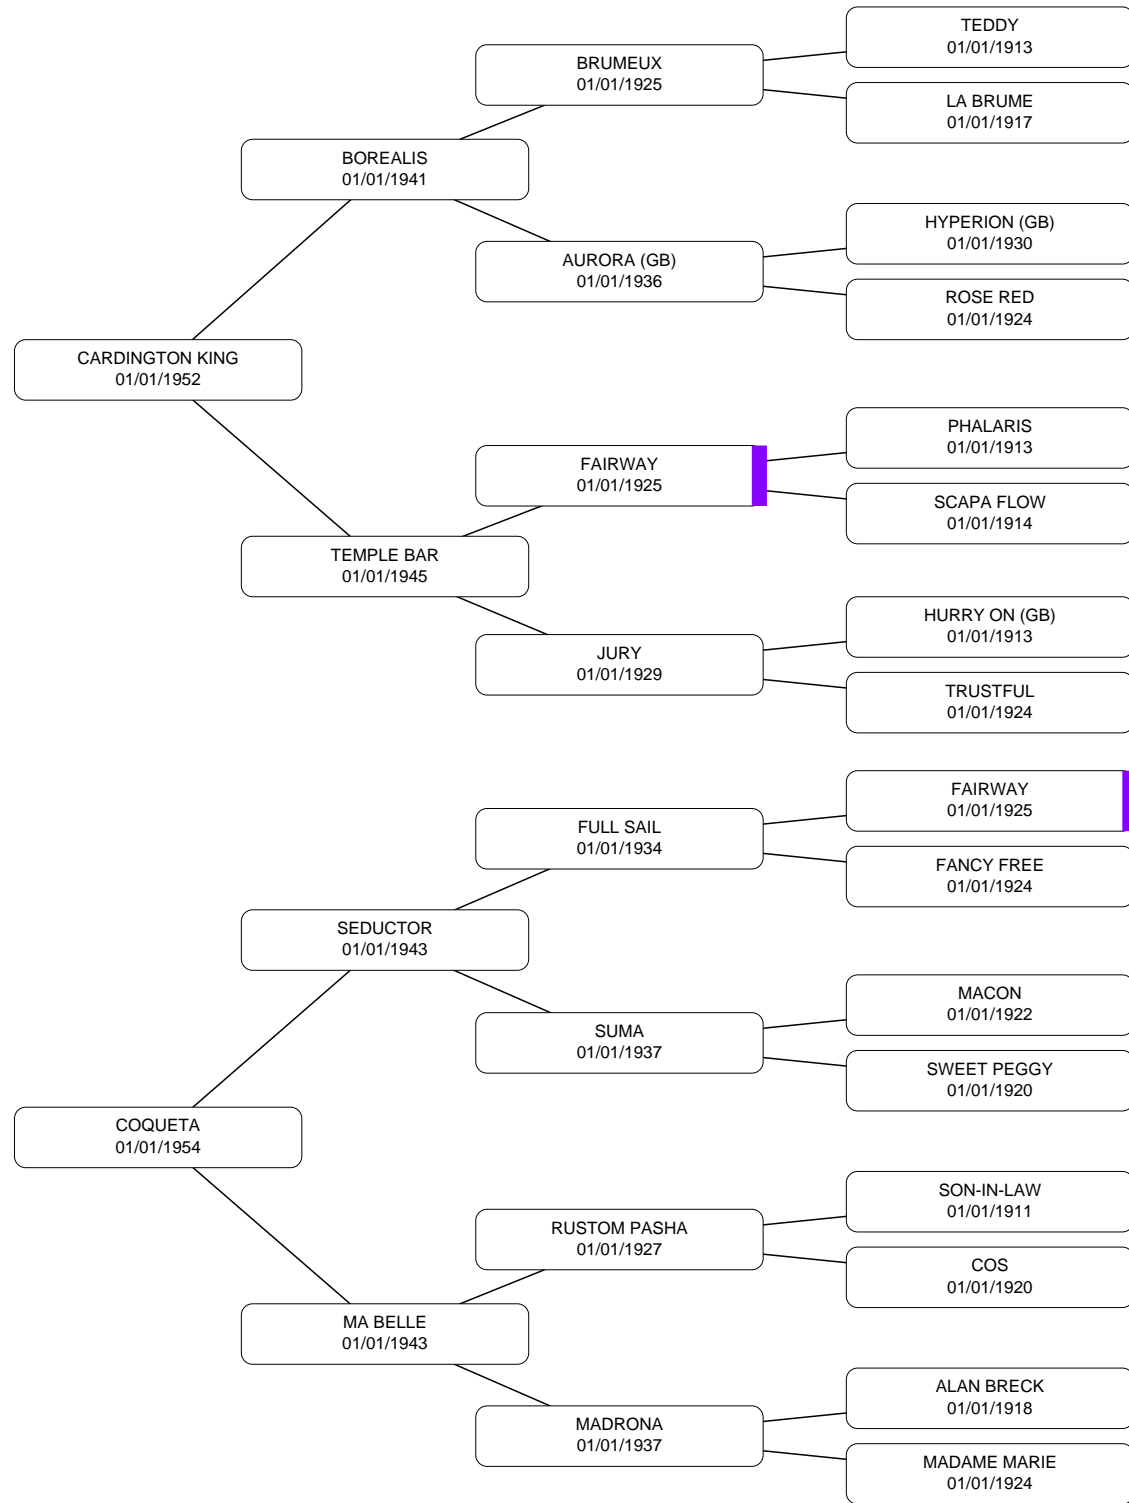 TEDDY
01/01/1913
BRUMEUX
01/01/1925
LA BRUME
01/01/1917
BOREALIS
01/01/1941
HYPERION (GB)
01/01/1930
AURORA (GB)
01/01/1936
ROSE RED
01/01/1924
CARDINGTON KING
01/01/1952
PHALARIS
01/01/1913
FAIRWAY
01/01/1925
SCAPA FLOW
01/01/1914
TEMPLE BAR
01/01/1945
HURRY ON (GB)
01/01/1913
JURY
01/01/1929
TRUSTFUL
01/01/1924
FAIRWAY
01/01/1925
FULL SAIL
01/01/1934
FANCY FREE
01/01/1924
SEDUCTOR
01/01/1943
MACON
01/01/1922
SUMA
01/01/1937
SWEET PEGGY
01/01/1920
COQUETA
01/01/1954
SON-IN-LAW
01/01/1911
RUSTOM PASHA
01/01/1927
COS
01/01/1920
MA BELLE
01/01/1943
ALAN BRECK
01/01/1918
MADRONA
01/01/1937
MADAME MARIE
01/01/1924